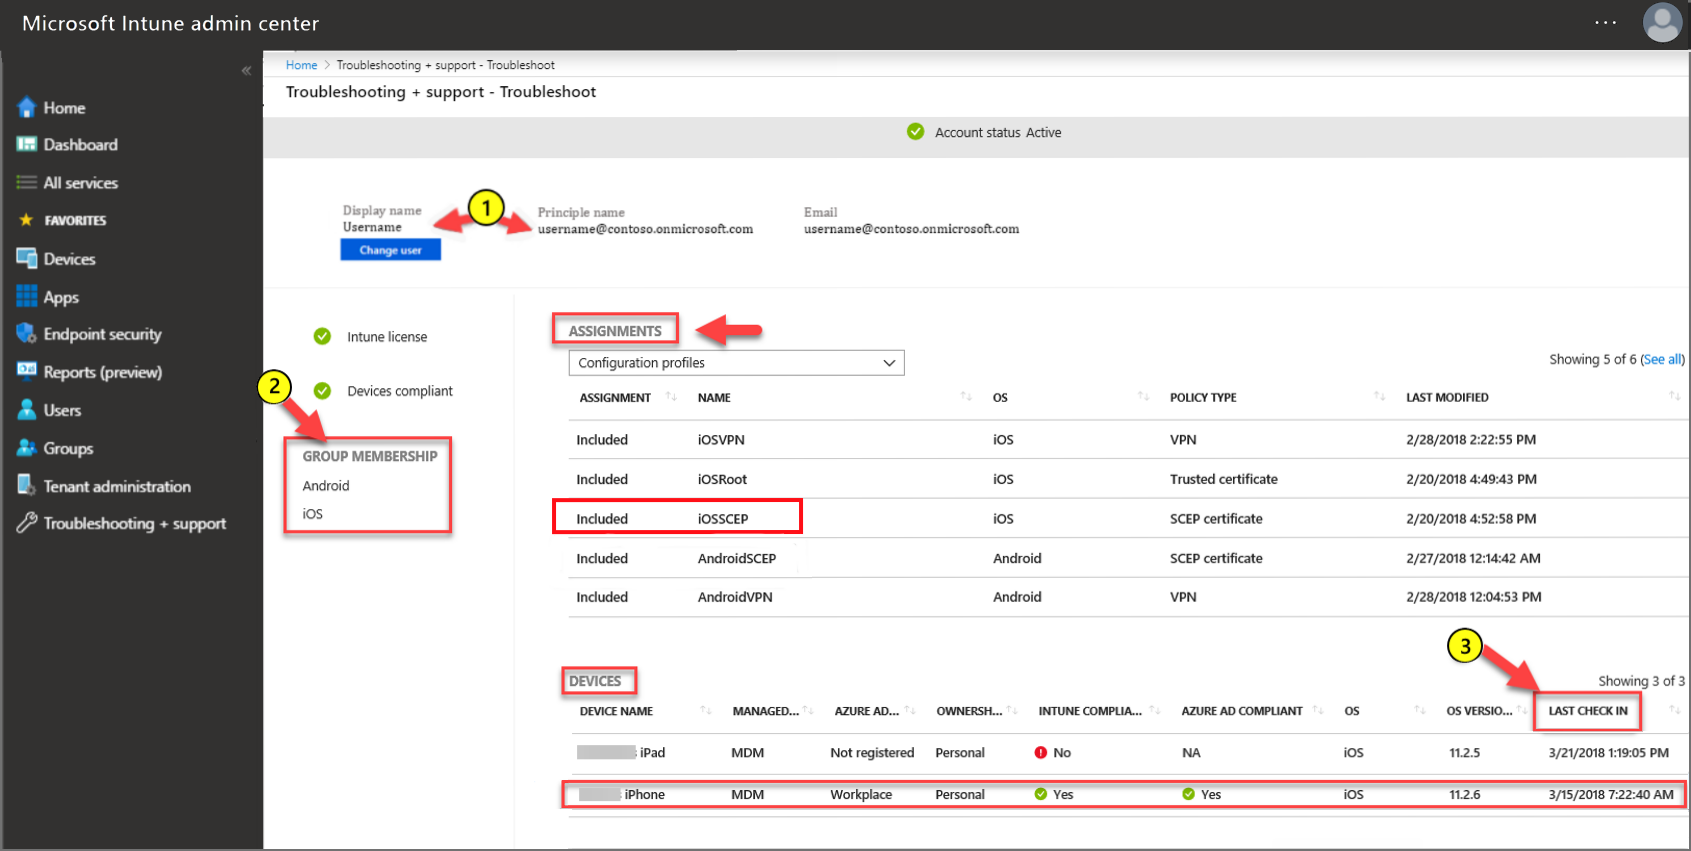 Microsoft Intune admin center
...
«
Home
Dashboard
All services
FAVORITES
Devices
Apps
Endpoint security
Reports (preview)
Users
Groups
Tenant administration
Troubleshooting + support
Home > Troubleshooting + support - Troubleshoot
Troubleshooting + support - Troubleshoot
Account status Active
1
Display name
Username
Change user
Principle name
username@contoso.onmicrosoft.com
Email
username@contoso.onmicrosoft.com
Intune license
Devices compliant
2
GROUP MEMBERSHIP
Android
iOS
ASSIGNMENTS
Configuration profiles
Showing 5 of 6 (See all)
ASSIGNMENT NAME OS POLICY TYPE LAST MODIFIED
Included iOSVPN iOS VPN 2/28/2018 2:22:55 PM
Included iOSRoot iOS Trusted certificate 2/20/2018 4:49:43 PM
Included iOSSCEP iOS SCEP certificate 2/20/2018 4:52:58 PM
Included AndroidSCEP Android SCEP certificate 2/27/2018 12:14:42 AM
Included AndroidVPN Android VPN 2/28/2018 12:04:53 PM
3
DEVICES
Showing 3 of 3
DEVICE NAME MANAGED... AZURE AD... OWNERSH... INTUNE COMPLIA... AZURE AD COMPLIANT OS OS VERSIO... LAST CHECK IN
iPad MDM Not registered Personal No NA iOS 11.2.5 3/21/2018 1:19:05 PM
iPhone MDM Workplace Personal Yes Yes iOS 11.2.6 3/15/2018 7:22:40 AM